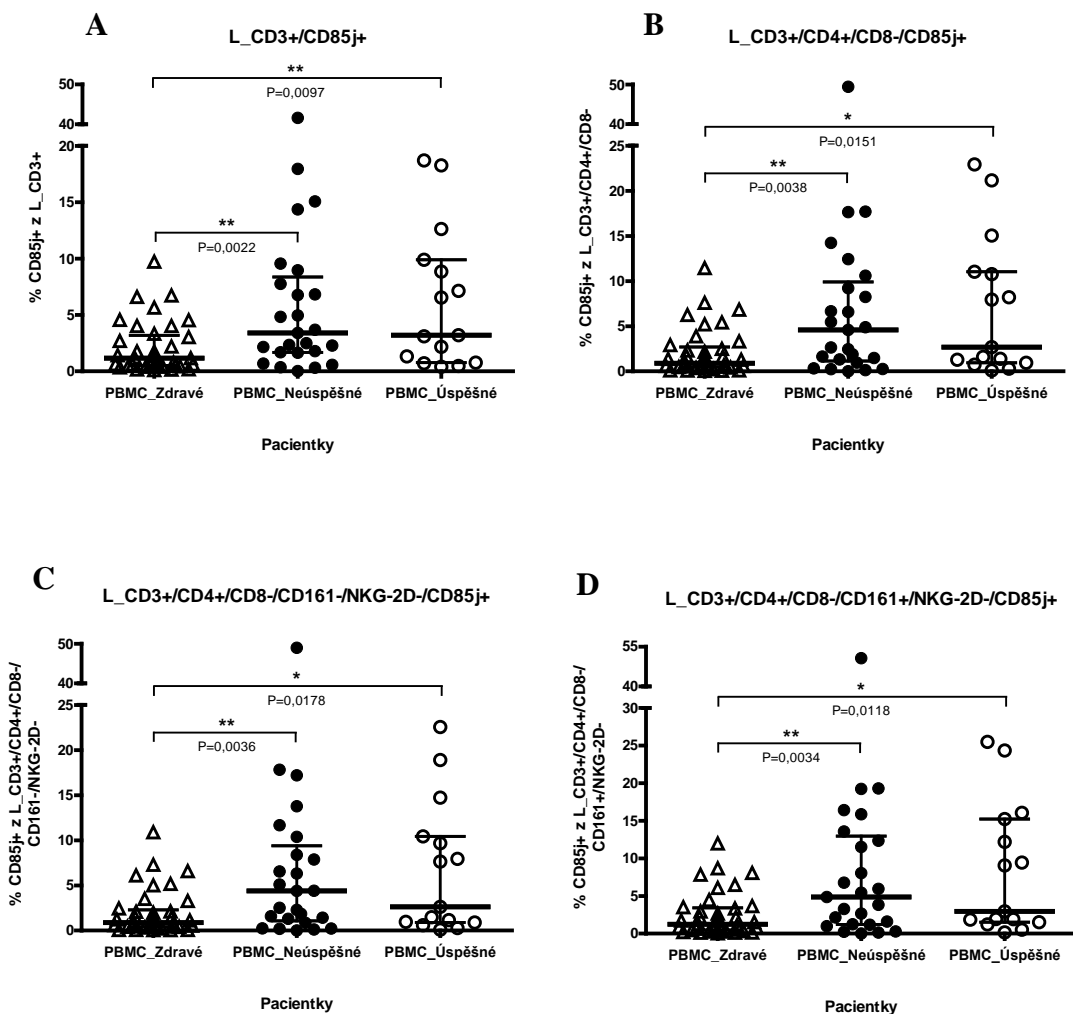 A
L_CD3+/CD85j+
% CD85j+ z L_CD3+
50
40
20
15
10
5
0
**
P=0,0097
**
P=0,0022
PBMC_Zdravé PBMC_Neúspěšné PBMC_Úspěšné
Pacientky
B
L_CD3+/CD4+/CD8-/CD85j+
% CD85j+ z L_CD3+/CD4+/CD8-
50
40
25
20
15
10
5
0
*
P=0,0151
**
P=0,0038
PBMC_Zdravé PBMC_Neúspěšné PBMC_Úspěšné
Pacientky
C
L_CD3+/CD4+/CD8-/CD161-/NKG-2D-/CD85j+
% CD85j+ z L_CD3+/CD4+/CD8-/
CD161-/NKG-2D-
50
40
25
20
15
10
5
0
*
P=0,0178
**
P=0,0036
PBMC_Zdravé PBMC_Neúspěšné PBMC_Úspěšné
Pacientky
D
L_CD3+/CD4+/CD8-/CD161+/NKG-2D-/CD85j+
% CD85j+ z L_CD3+/CD4+/CD8-/
CD161+/NKG-2D-
55
40
30
25
20
15
10
5
0
*
P=0,0118
**
P=0,0034
PBMC_Zdravé PBMC_Neúspěšné PBMC_Úspěšné
Pacientky